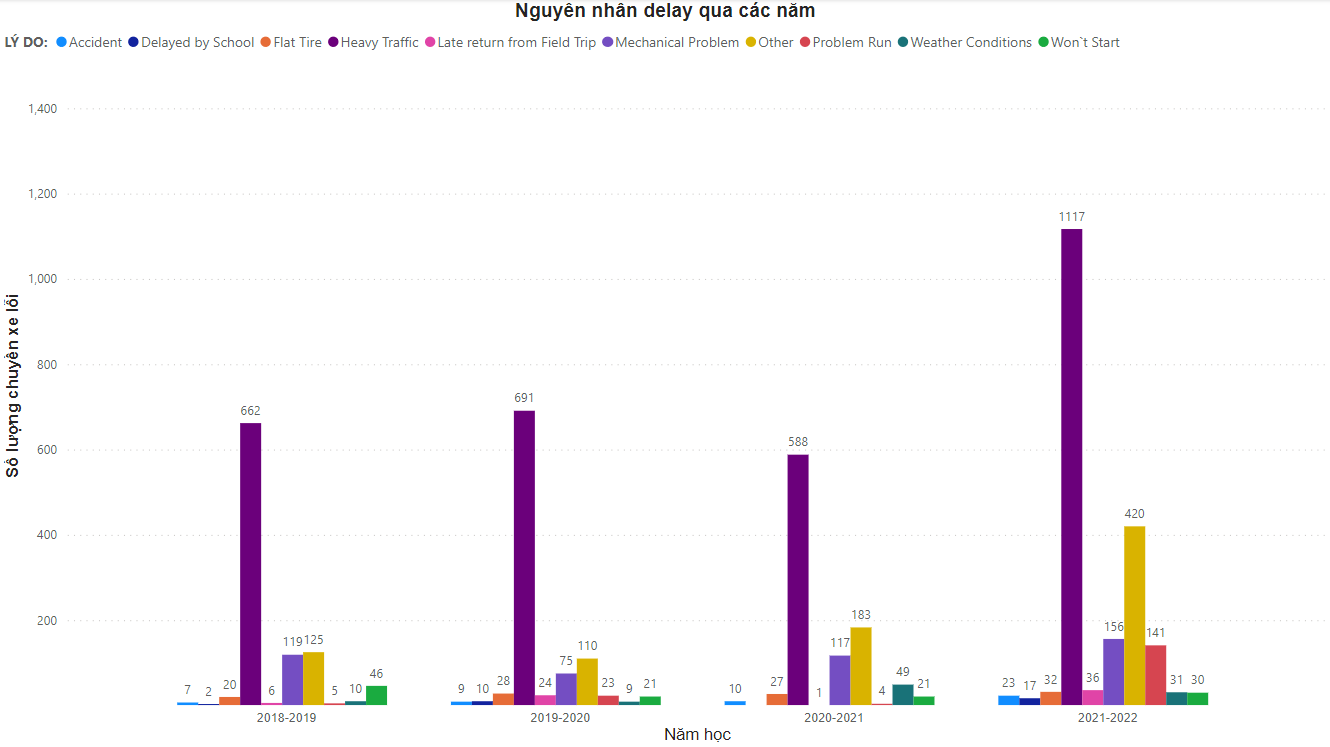 Nguyên nhân delay qua các năm
LÝ DO: Accident Delayed by School Flat Tire Heavy Traffic Late return from Field Trip Mechanical Problem Other Problem Run Weather Conditions Won`t Start
1,400
1,200
1,000
800
600
400
200
Số lượng chuyến xe lỗi
7 2 20 662 6 119 125 5 10 46
9 10 28 691 24 75 110 23 9 21
10 27 588 1 117 183 4 49 21
23 17 32 1117 36 156 420 141 31 30
2018-2019 2019-2020 2020-2021 2021-2022
Năm học